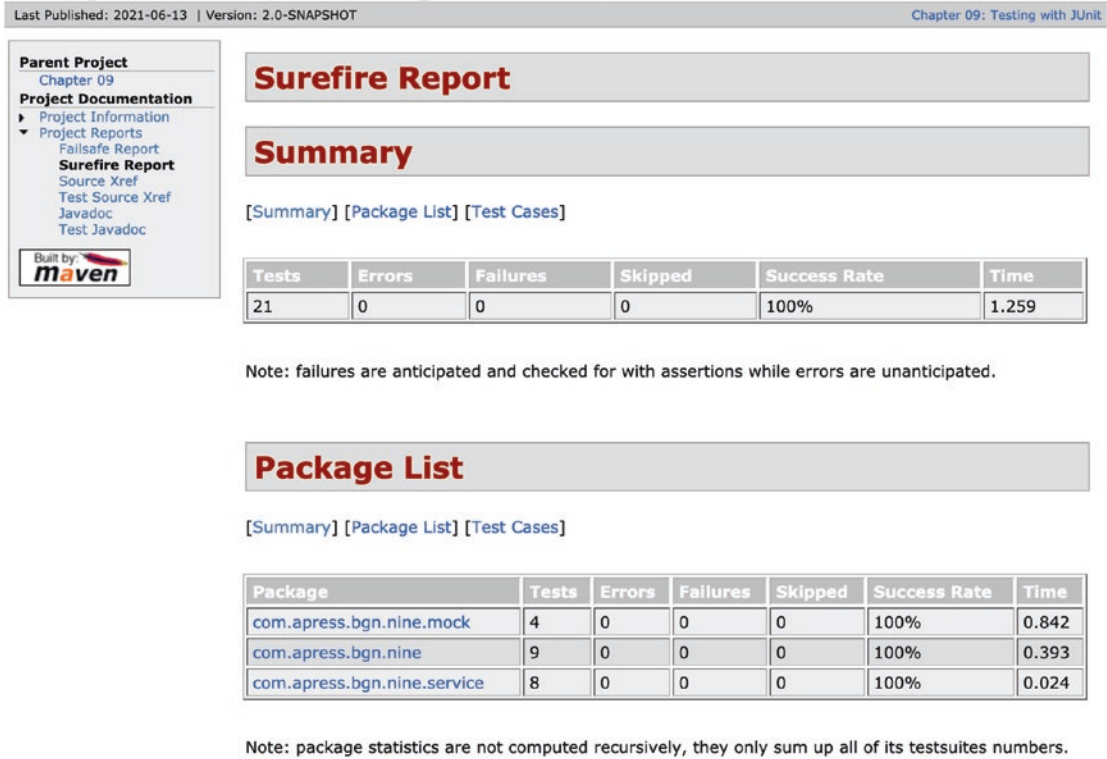 Last Published: 2021-06-13 | Version: 2.0-SNAPSHOT Chapter 09: Testing with JUnit
Parent Project
Chapter 09
Project Documentation
Project Information
Project Reports
Failsafe Report
Surefire Report
Source Xref
Test Source Xref
Javadoc
Test Javadoc
Built by:
maven
Surefire Report
Summary
[Summary] [Package List] [Test Cases]
Tests Errors Failures Skipped Success Rate Time
21 0 0 0 100% 1.259
Note: failures are anticipated and checked for with assertions while errors are unanticipated.
Package List
[Summary] [Package List] [Test Cases]
Package Tests Errors Failures Skipped Success Rate Time
com.apress.bgn.nine.mock 4 0 0 0 100% 0.842
com.apress.bgn.nine 9 0 0 0 100% 0.393
com.apress.bgn.nine.service 8 0 0 0 100% 0.024
Note: package statistics are not computed recursively, they only sum up all of its testsuites numbers.